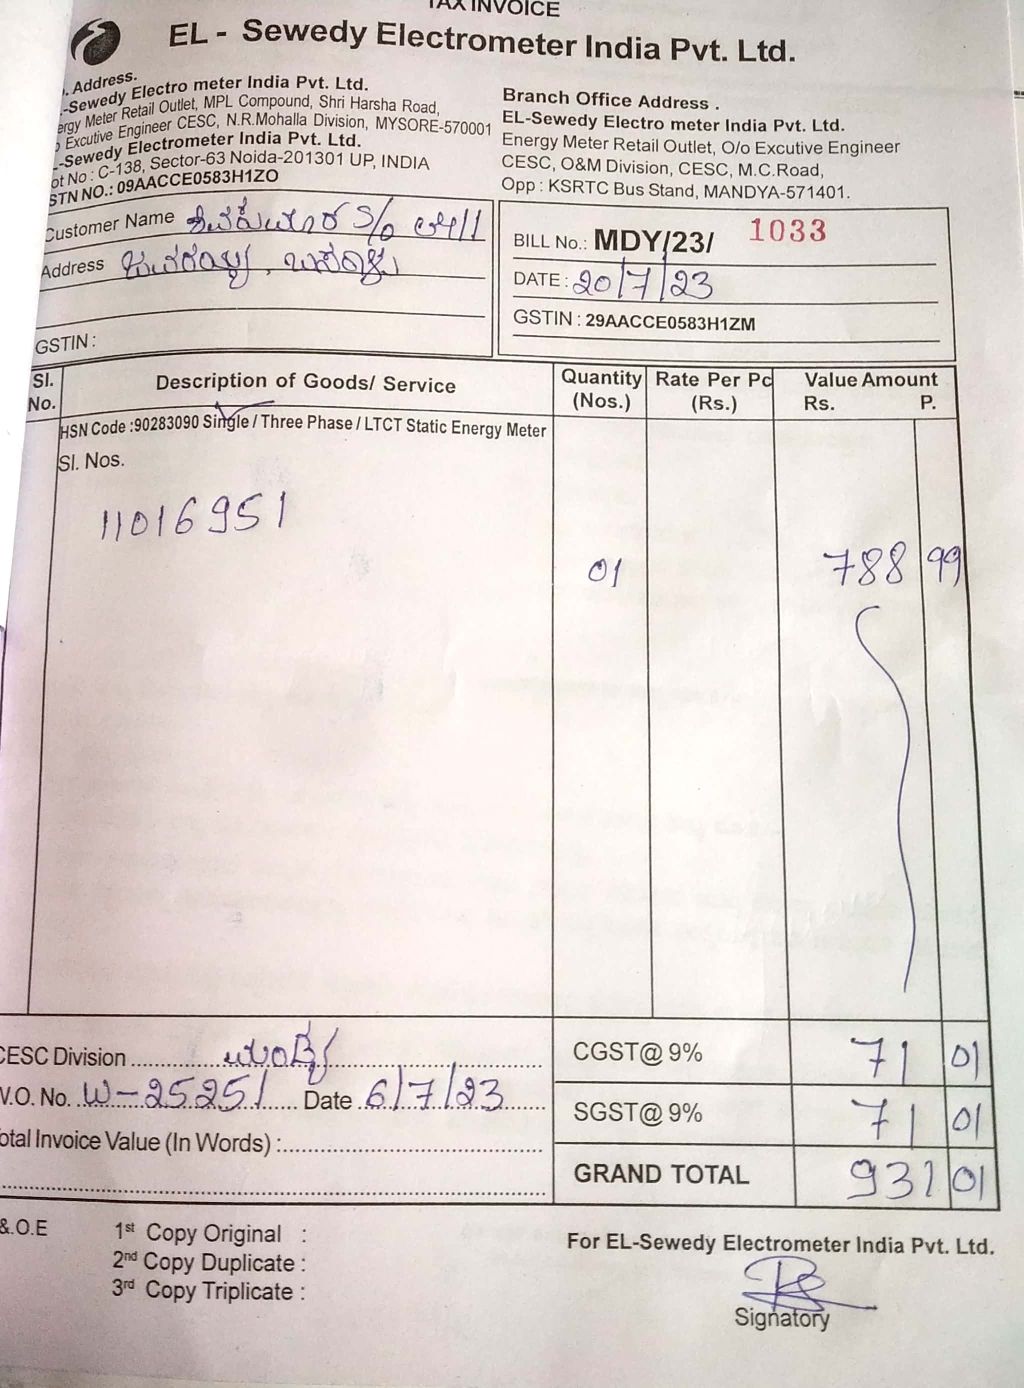 TAX INVOICE
EL - Sewedy Electrometer India Pvt. Ltd.
. Address.
-Sewedy Electro meter India Pvt. Ltd.
ergy Meter Retail Outlet, MPL Compound, Shri Harsha Road,
o Excutive Engineer CESC, N.R.Mohalla Division, MYSORE-570001
-Sewedy Electrometer India Pvt. Ltd.
ot No : C-138, Sector-63 Noida-201301 UP, INDIA
STN NO.: 09AACCE0583H1ZO
Branch Office Address .
EL-Sewedy Electro meter India Pvt. Ltd.
Energy Meter Retail Outlet, O/o Excutive Engineer
CESC, O&M Division, CESC, M.C.Road,
Opp : KSRTC Bus Stand, MANDYA-571401.
Customer Name S/o
Address
GSTIN :
BILL No.: MDY/23/ 1033
DATE : 20/7/23
GSTIN : 29AACCE0583H1ZM
Sl. No. Description of Goods/ Service Quantity (Nos.) Rate Per Pc (Rs.) Value Amount Rs. P.
HSN Code :90283090 Single / Three Phase / LTCT Static Energy Meter
Sl. Nos.
11016951
01 788 99
CESC Division ಮಂಡ್ಯ
V.O. No. W-25251 Date 6/7/23
otal Invoice Value (In Words) :
CGST@ 9% 71 01
SGST@ 9% 71 01
GRAND TOTAL 931 01
&.O.E
1st Copy Original :
2nd Copy Duplicate :
3rd Copy Triplicate :
For EL-Sewedy Electrometer India Pvt. Ltd.
Signatory